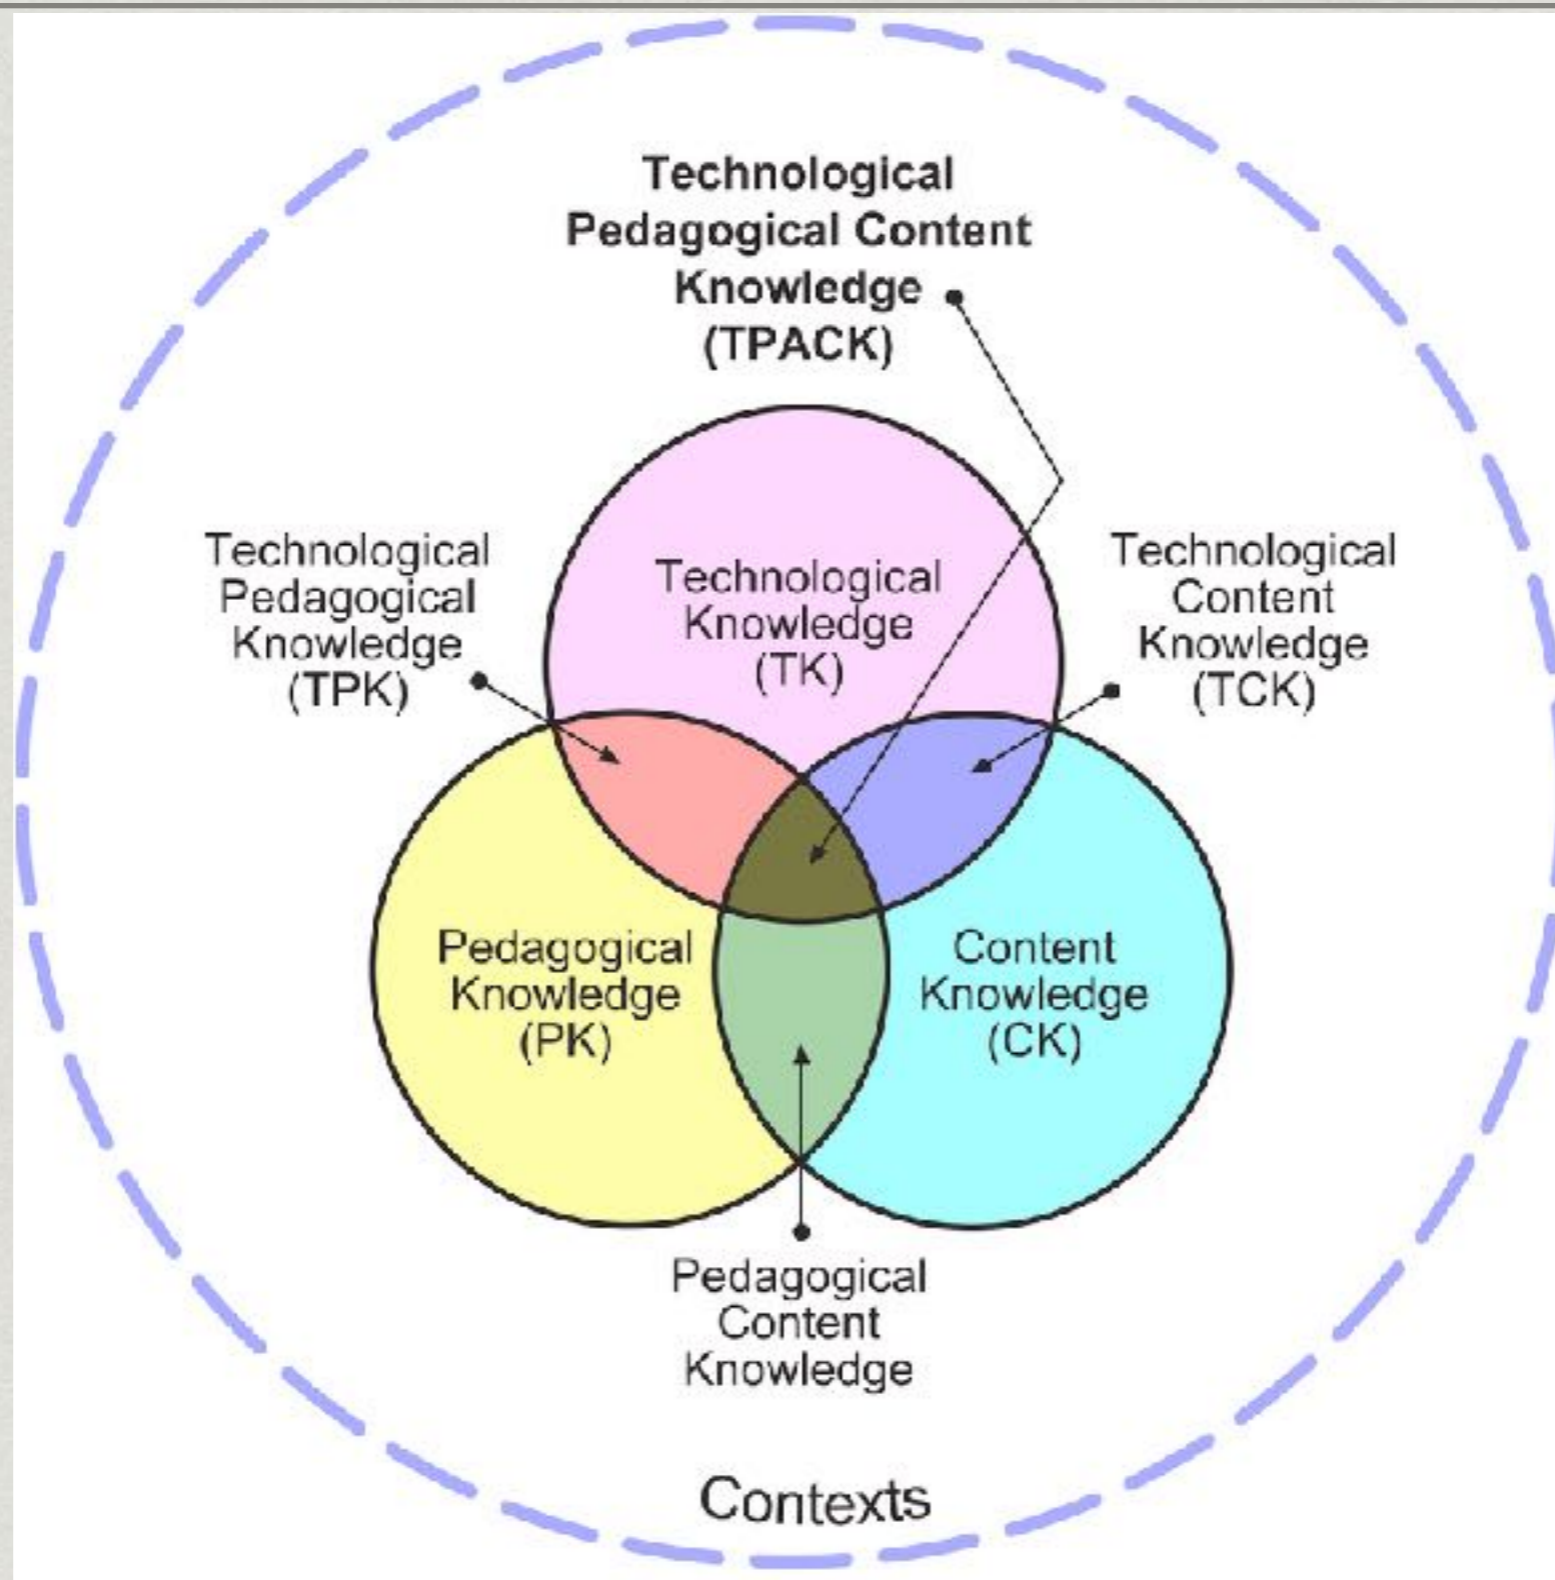 Technological
Pedagogical Content
Knowledge
(TPACK)
Technological
Pedagogical
Knowledge
(TPK)
Technological
Knowledge
(TK)
Technological
Content
Knowledge
(TCK)
Pedagogical
Knowledge
(PK)
Content
Knowledge
(CK)
Pedagogical
Content
Knowledge
Contexts